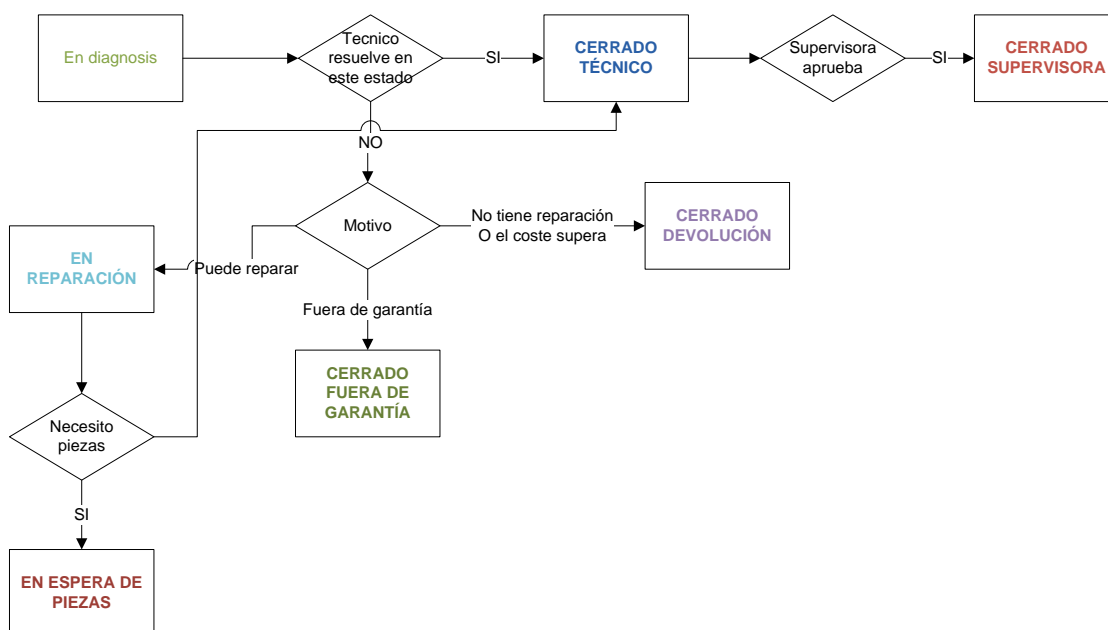 En diagnosis
Tecnico
resuelve en
este estado
SI
CERRADO
TÉCNICO
Supervisora
aprueba
SI
CERRADO
SUPERVISORA
NO
Motivo
No tiene reparación
O el coste supera
CERRADO
DEVOLUCIÓN
EN
REPARACIÓN
Puede reparar
Fuera de garantía
CERRADO
FUERA DE
GARANTÍA
Necesito
piezas
SI
EN ESPERA DE
PIEZAS